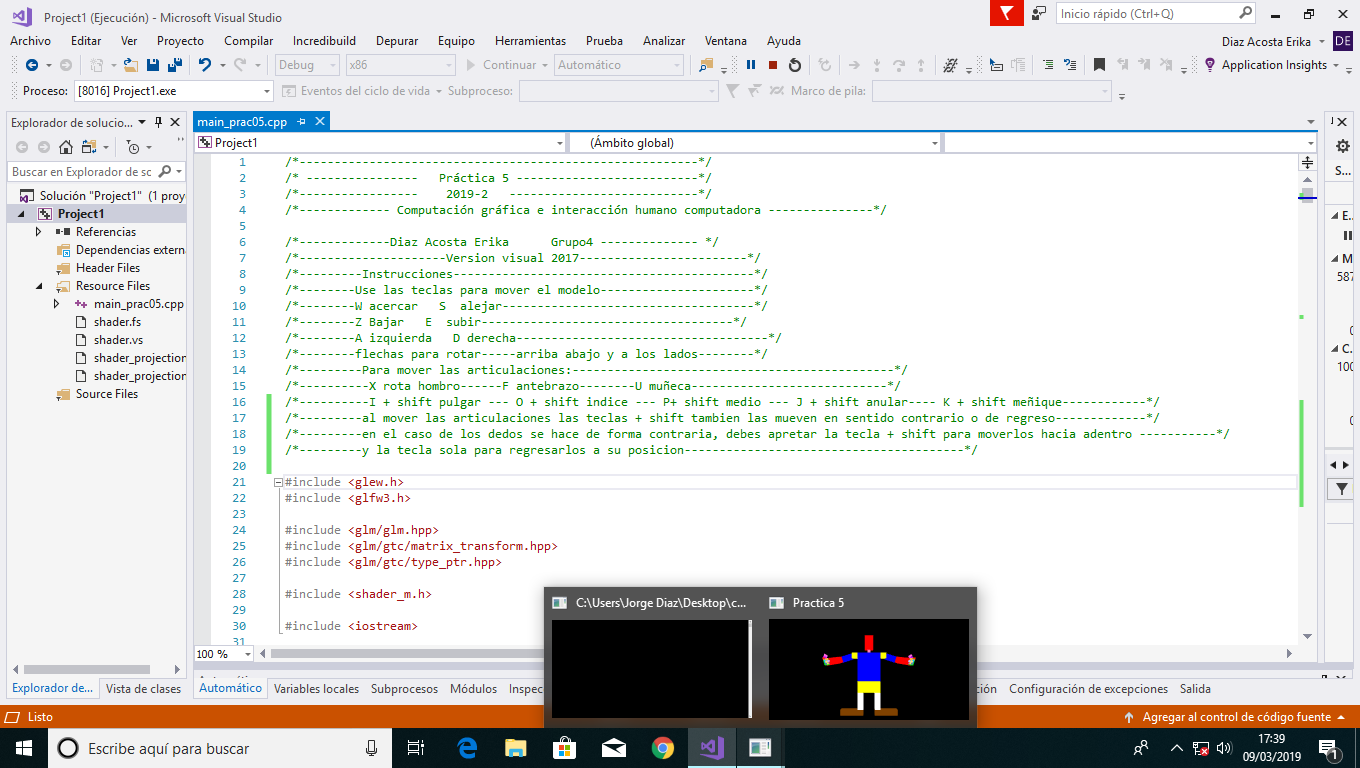 Project1 (Ejecución) - Microsoft Visual Studio
Inicio rápido (Ctrl+Q)
Archivo Editar Ver Proyecto Compilar Incredibuild Depurar Equipo Herramientas Prueba Analizar Ventana Ayuda
Diaz Acosta Erika DE
Debug x86 Continuar Automático
Application Insights
Proceso: [8016] Project1.exe Eventos del ciclo de vida Subproceso: Marco de pila:
Explorador de solucio...
Buscar en Explorador de sc
Solución "Project1" (1 proy
Project1
Referencias
Dependencias extern
Header Files
Resource Files
main_prac05.cpp
shader.fs
shader.vs
shader_projection
shader_projection
Source Files
Explorador de... Vista de clases
main_prac05.cpp
Project1 (Ámbito global)
1 /*---------------------------------------------------------*/
2 /* ---------------- Práctica 5 --------------------------*/
3 /*----------------- 2019-2 ---------------------------*/
4 /*------------- Computación gráfica e interacción humano computadora ---------------*/
5
6 /*-------------Diaz Acosta Erika Grupo4 -------------- */
7 /*---------------------Version visual 2017------------------------*/
8 /*---------Instrucciones-------------------------------------------*/
9 /*--------Use las teclas para mover el modelo----------------------*/
10 /*--------W acercar S alejar------------------------------------*/
11 /*--------Z Bajar E subir------------------------------------*/
12 /*--------A izquierda D derecha------------------------------------*/
13 /*--------flechas para rotar-----arriba abajo y a los lados--------*/
14 /*---------Para mover las articulaciones:----------------------------------------------*/
15 /*----------X rota hombro------F antebrazo--------U muñeca----------------------------*/
16 /*----------I + shift pulgar --- O + shift indice --- P+ shift medio --- J + shift anular---- K + shift meñique------------*/
17 /*---------al mover las articulaciones las teclas + shift tambien las mueven en sentido contrario o de regreso-------------*/
18 /*---------en el caso de los dedos se hace de forma contraria, debes apretar la tecla + shift para moverlos hacia adentro -----------*/
19 /*---------y la tecla sola para regresarlos a su posicion----------------------------------------*/
20
21 #include <glew.h>
22 #include <glfw3.h>
23
24 #include <glm/glm.hpp>
25 #include <glm/gtc/matrix_transform.hpp>
26 #include <glm/gtc/type_ptr.hpp>
27
28 #include <shader_m.h>
29
30 #include <iostream>
31
100 %
S...
E..
M
587
C.
100
C:\Users\Jorge Diaz\Desktop\c...
Practica 5
Automático Variables locales Subprocesos Módulos Inspec ción Configuración de excepciones Salida
Listo
Agregar al control de código fuente
Escribe aquí para buscar
17:39
09/03/2019
1